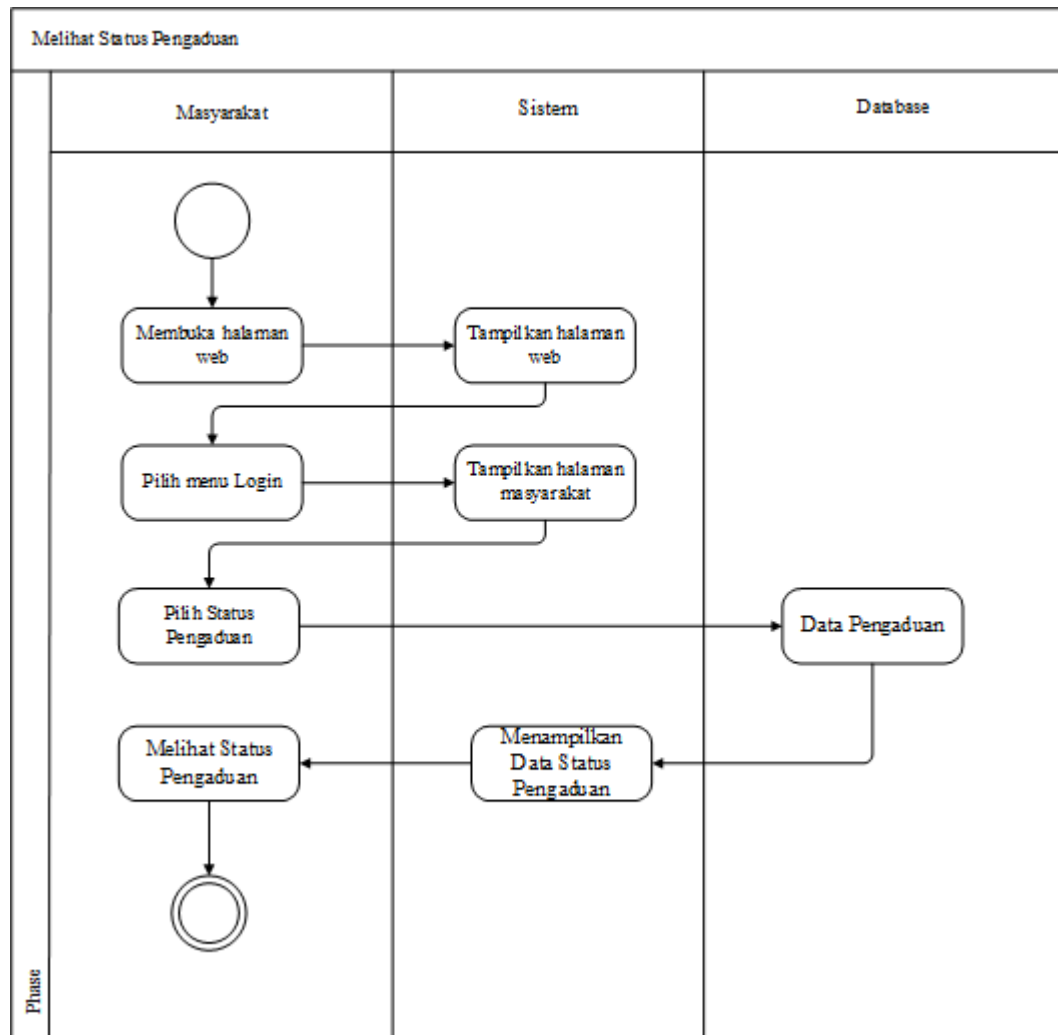 Melihat Status Pengaduan
Masyarakat
Sistem
Database
Membuka halaman
web
Tampilkan halaman
web
Pilih menu Login
Tampilkan halaman
masyarakat
Pilih Status
Pengaduan
Data Pengaduan
Melihat Status
Pengaduan
Menampilkan
Data Status
Pengaduan
Phase